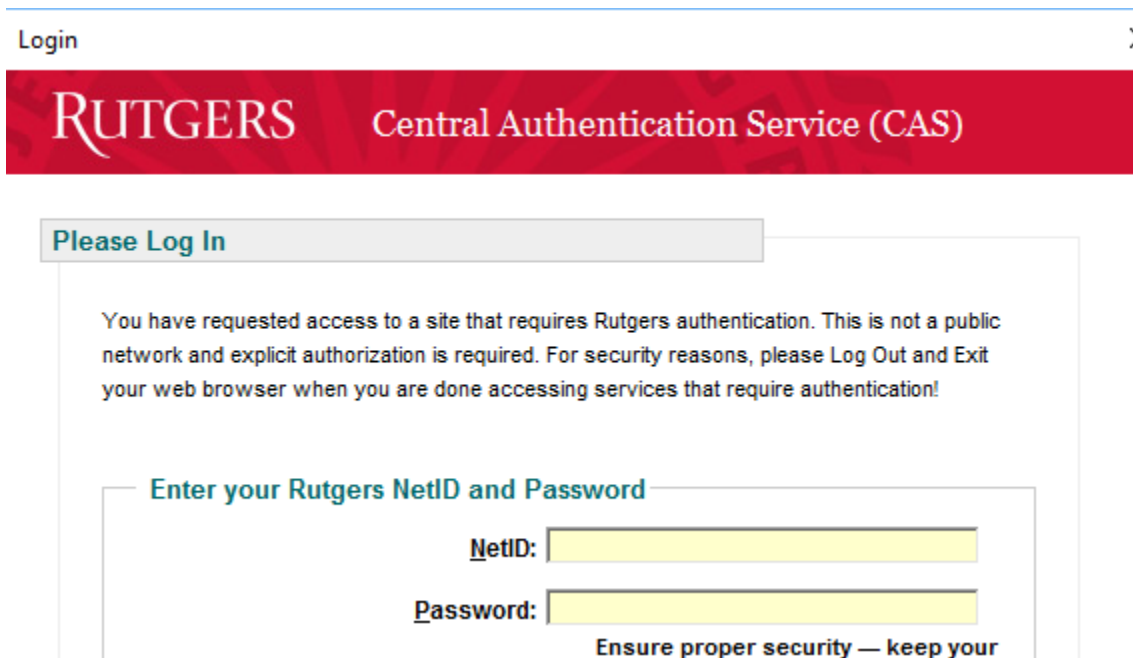 Login
RUTGERS Central Authentication Service (CAS)
Please Log In
You have requested access to a site that requires Rutgers authentication. This is not a public
network and explicit authorization is required. For security reasons, please Log Out and Exit
your web browser when you are done accessing services that require authentication!
Enter your Rutgers NetID and Password
NetID:
Password:
Ensure proper security — keep your